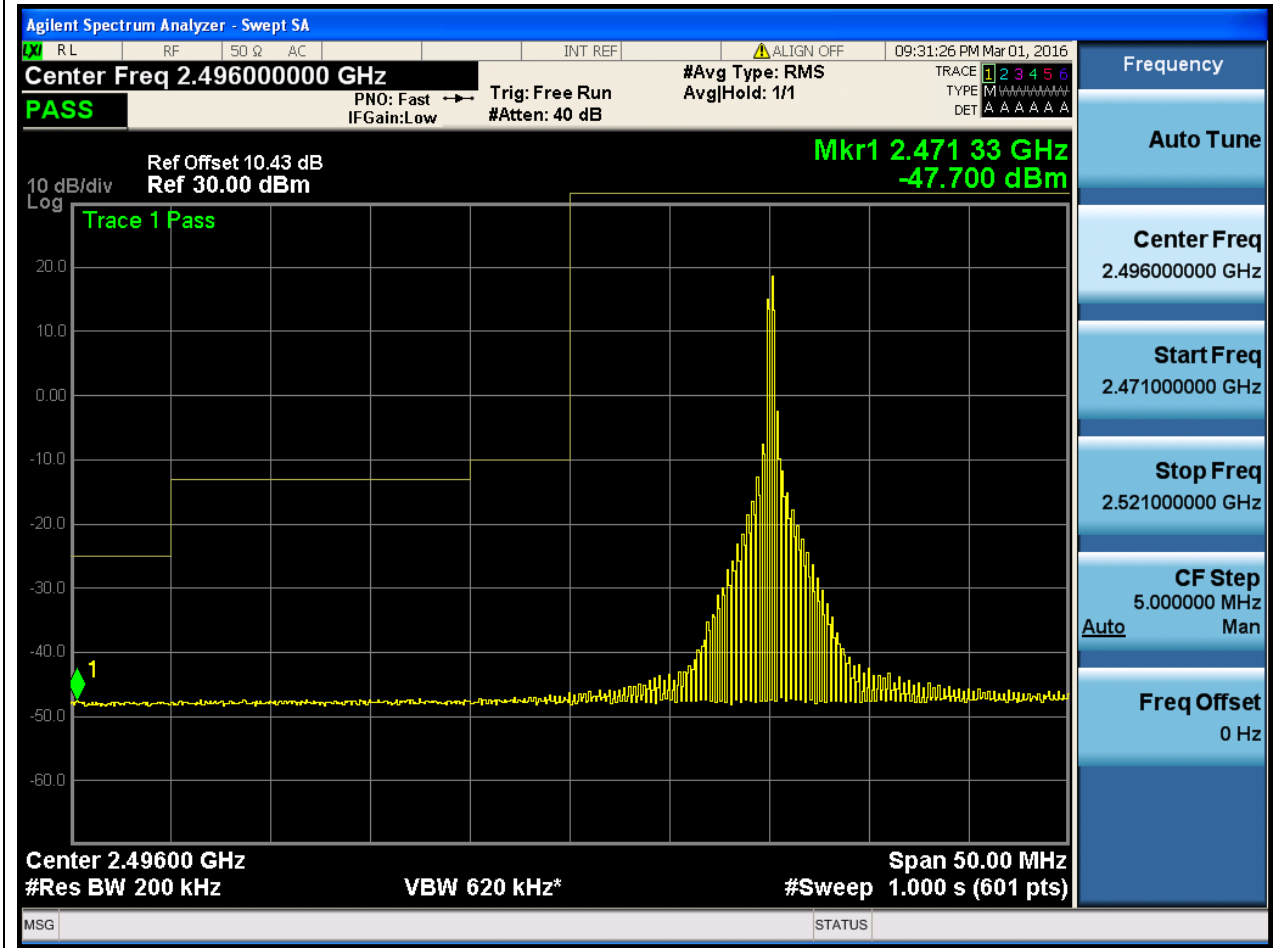 Agilent Spectrum Analyzer - Swept SA
LXI RL RF 50 Ω AC INT REF ALIGN OFF 09:31:26 PM Mar 01, 2016
Center Freq 2.496000000 GHz
PASS
PNO: Fast
IFGain:Low
Trig: Free Run
#Atten: 40 dB
#Avg Type: RMS
Avg|Hold: 1/1
TRACE 1 2 3 4 5 6
TYPE M
DET A A A A A A
Mkr1 2.471 33 GHz
-47.700 dBm
Ref Offset 10.43 dB
10 dB/div Ref 30.00 dBm
Log
Trace 1 Pass
20.0
10.0
0.00
-10.0
-20.0
-30.0
-40.0
1
-50.0
-60.0
Center 2.49600 GHz Span 50.00 MHz
#Res BW 200 kHz VBW 620 kHz* #Sweep 1.000 s (601 pts)
MSG STATUS
Frequency
Auto Tune
Center Freq
2.496000000 GHz
Start Freq
2.471000000 GHz
Stop Freq
2.521000000 GHz
CF Step
5.000000 MHz
Auto Man
Freq Offset
0 Hz